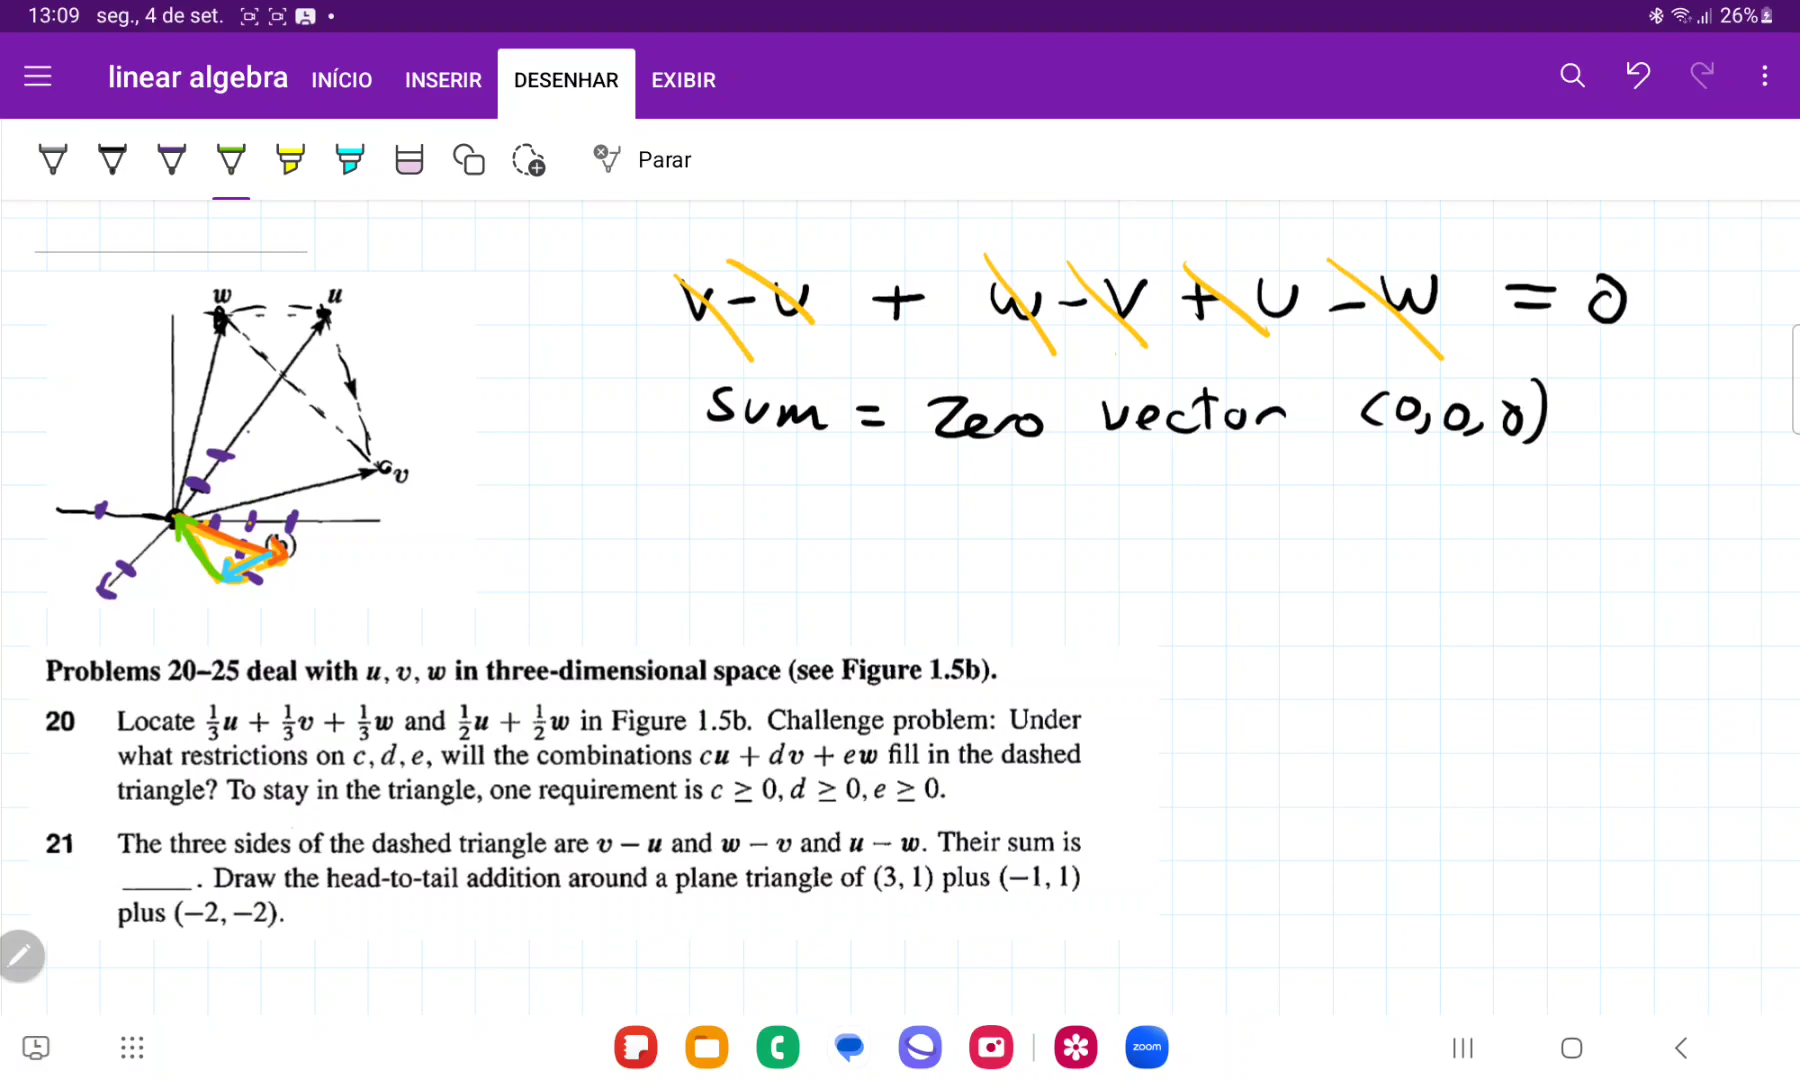 13:09 seg., 4 de set.
26%
linear algebra INÍCIO INSERIR DESENHAR EXIBIR
Parar
v - u + w - v + u - w = 0
sum = zero vector (0,0,0)
w u
v
(b)
Problems 20–25 deal with u, v, w in three-dimensional space (see Figure 1.5b).
20 Locate 1/3 u + 1/3 v + 1/3 w and 1/2 u + 1/2 w in Figure 1.5b. Challenge problem: Under
what restrictions on c, d, e, will the combinations cu + dv + ew fill in the dashed
triangle? To stay in the triangle, one requirement is c ≥ 0, d ≥ 0, e ≥ 0.
21 The three sides of the dashed triangle are v − u and w − v and u − w. Their sum is
_____. Draw the head-to-tail addition around a plane triangle of (3, 1) plus (−1, 1)
plus (−2, −2).
zoom